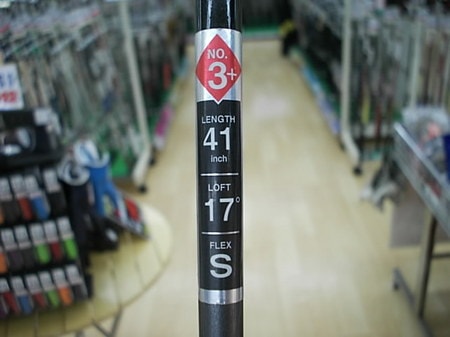 NO.
3+
LENGTH
41
inch
LOFT
17°
FLEX
S